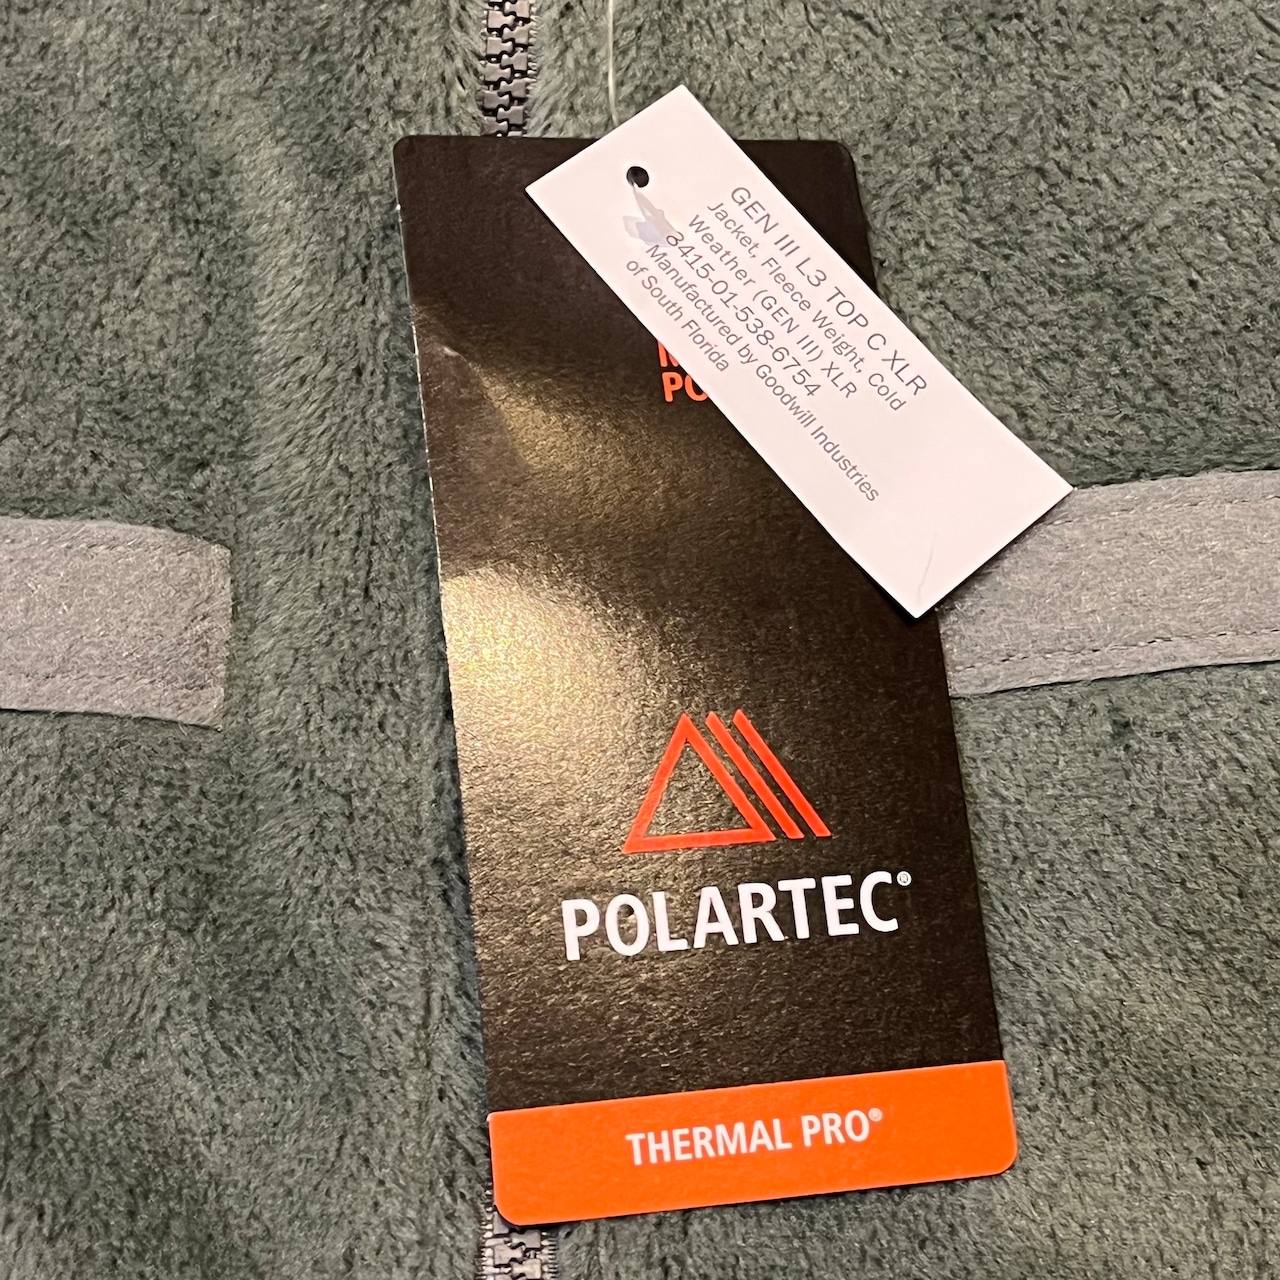 GEN III L3 TOP C XLR
Jacket, Fleece Weight, Cold
Weather (GEN III) XLR
8415-01-538-6754
Manufactured by Goodwill Industries
of South Florida
POLARTEC®
THERMAL PRO®